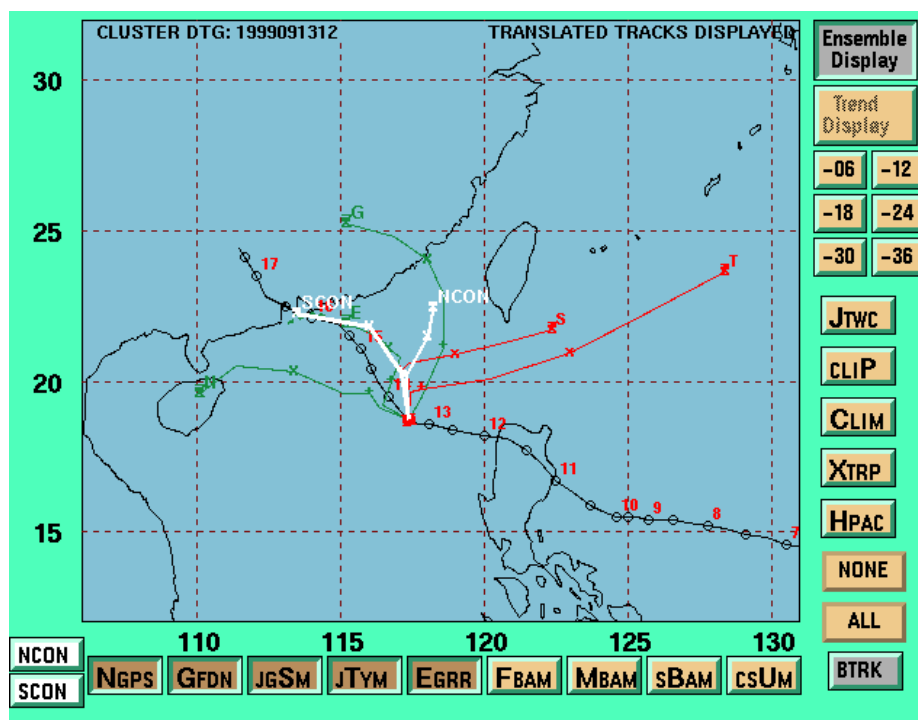 CLUSTER DTG: 1999091312 TRANSLATED TRACKS DISPLAYED
Ensemble
Display
Trend
Display
-06 -12
-18 -24
-30 -36
JTWC
CLIP
CLIM
XTRP
HPAC
NONE
ALL
BTRK
30
25
20
15
110 115 120 125 130
G
T
17
SCON
NCON
E
S
15
N
13
12
11
10
9
8
7
NCON
SCON
NGPS GFDN JGSM JTYM EGRR FBAM MBAM SBAM CSUM